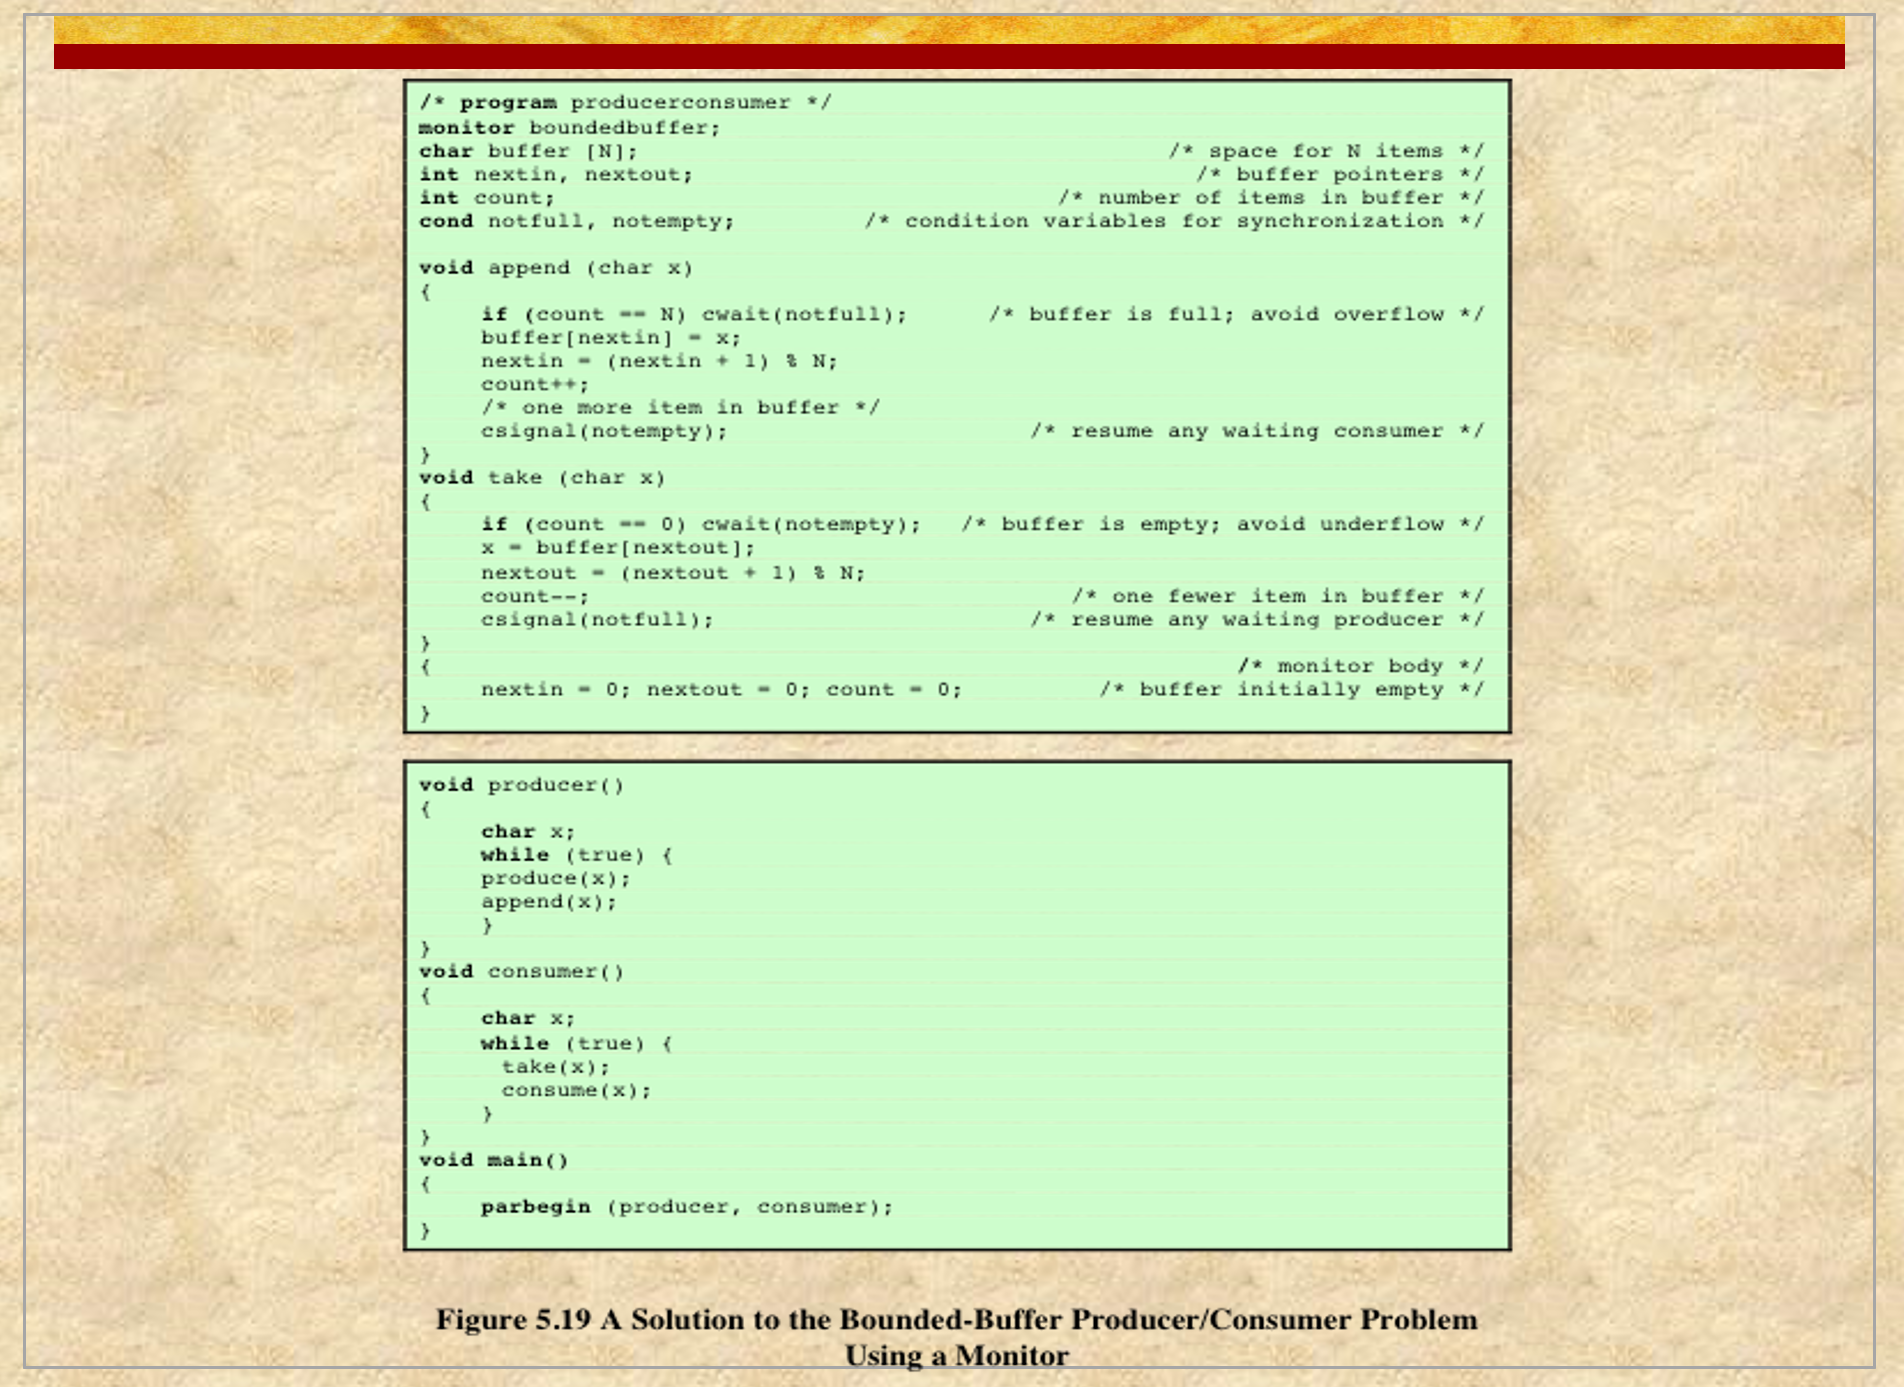 /* program producerconsumer */
monitor boundedbuffer;
char buffer [N]; /* space for N items */
int nextin, nextout; /* buffer pointers */
int count; /* number of items in buffer */
cond notfull, notempty; /* condition variables for synchronization */
void append (char x)
{
if (count == N) cwait(notfull); /* buffer is full; avoid overflow */
buffer[nextin] = x;
nextin = (nextin + 1) % N;
count++;
/* one more item in buffer */
csignal(notempty); /* resume any waiting consumer */
}
void take (char x)
{
if (count == 0) cwait(notempty); /* buffer is empty; avoid underflow */
x = buffer[nextout];
nextout = (nextout + 1) % N;
count--; /* one fewer item in buffer */
csignal(notfull); /* resume any waiting producer */
}
{ /* monitor body */
nextin = 0; nextout = 0; count = 0; /* buffer initially empty */
}
void producer()
{
char x;
while (true) {
produce(x);
append(x);
}
}
void consumer()
{
char x;
while (true) {
take(x);
consume(x);
}
}
void main()
{
parbegin (producer, consumer);
}
Figure 5.19 A Solution to the Bounded-Buffer Producer/Consumer Problem
Using a Monitor